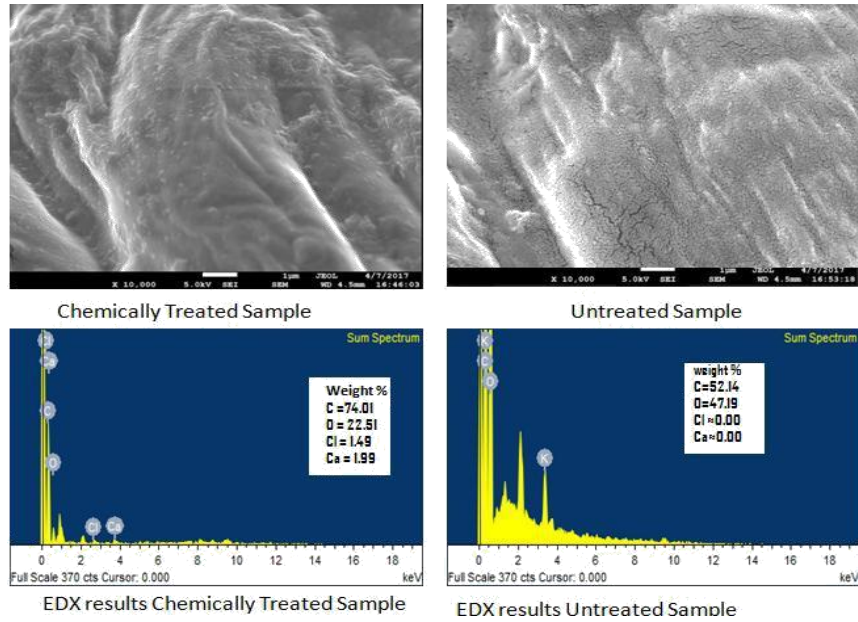 X 10,000 5.0kV SEI 1μm JEOL 4/7/2017
SEM WD 4.5mm 16:46:03
X 10,000 5.0kV SEI 1μm JEOL 4/7/2017
SEM WD 4.5mm 16:53:18
Chemically Treated Sample
Untreated Sample
Sum Spectrum
Cl
Ca
C
O
Cl
Ca
Weight %
C =74.01
O = 22.51
Cl = 1.49
Ca = 1.99
0 2 4 6 8 10 12 14 16 18
Full Scale 370 cts Cursor: 0.000
keV
Sum Spectrum
K
C
O
K
weight %
C=52.14
O=47.19
Cl ≈0.00
Ca≈0.00
0 2 4 6 8 10 12 14 16 18
Full Scale 370 cts Cursor: 0.000
keV
EDX results Chemically Treated Sample
EDX results Untreated Sample